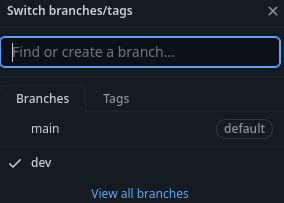 Switch branches/tags
Find or create a branch...
Branches Tags
main default
dev
View all branches